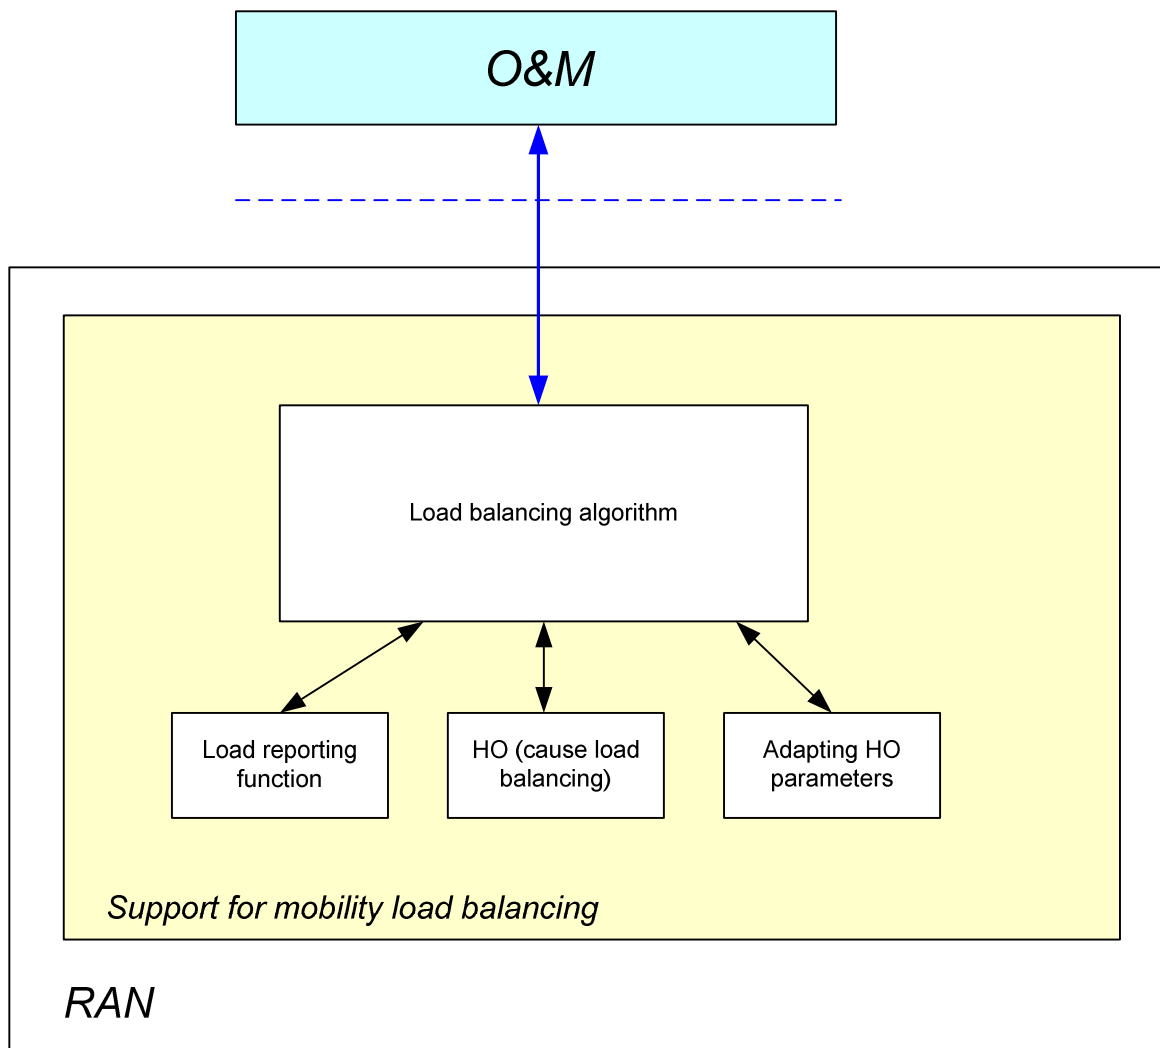 O&M
Load balancing algorithm
Load reporting
function
HO (cause load
balancing)
Adapting HO
parameters
Support for mobility load balancing
RAN